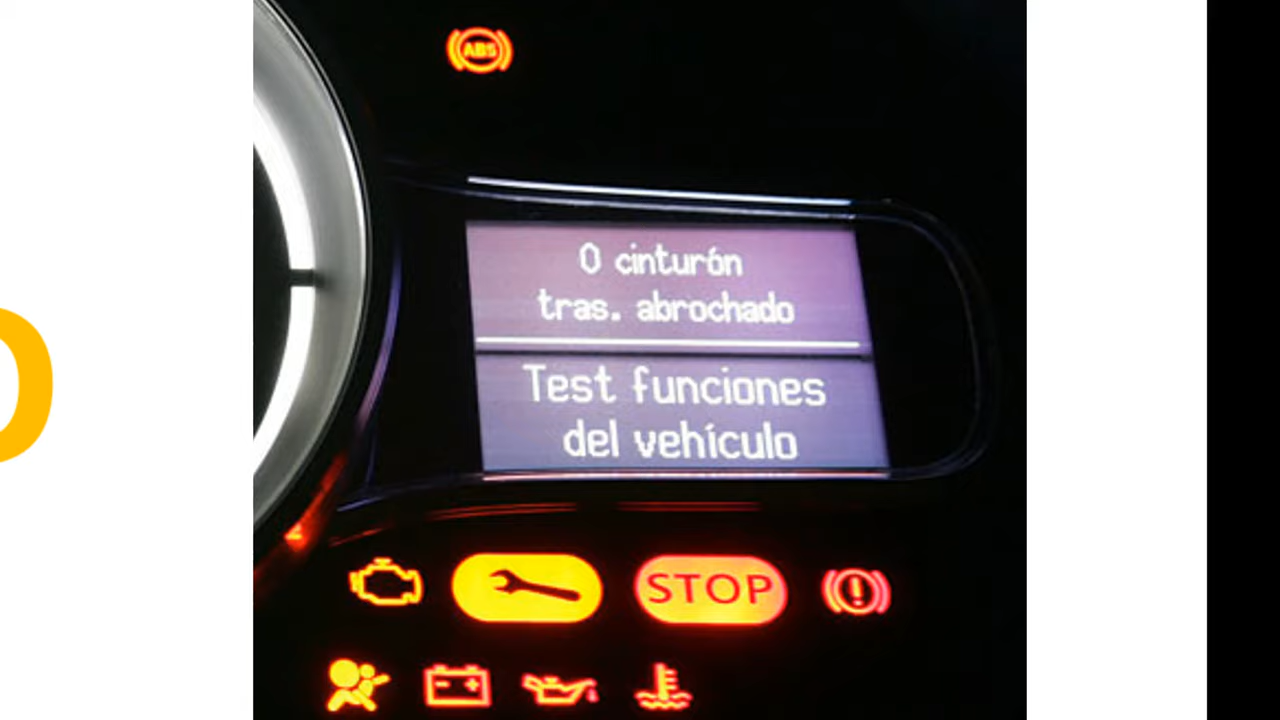 ABS
0 cinturón
tras. abrochado
Test funciones
del vehículo
STOP